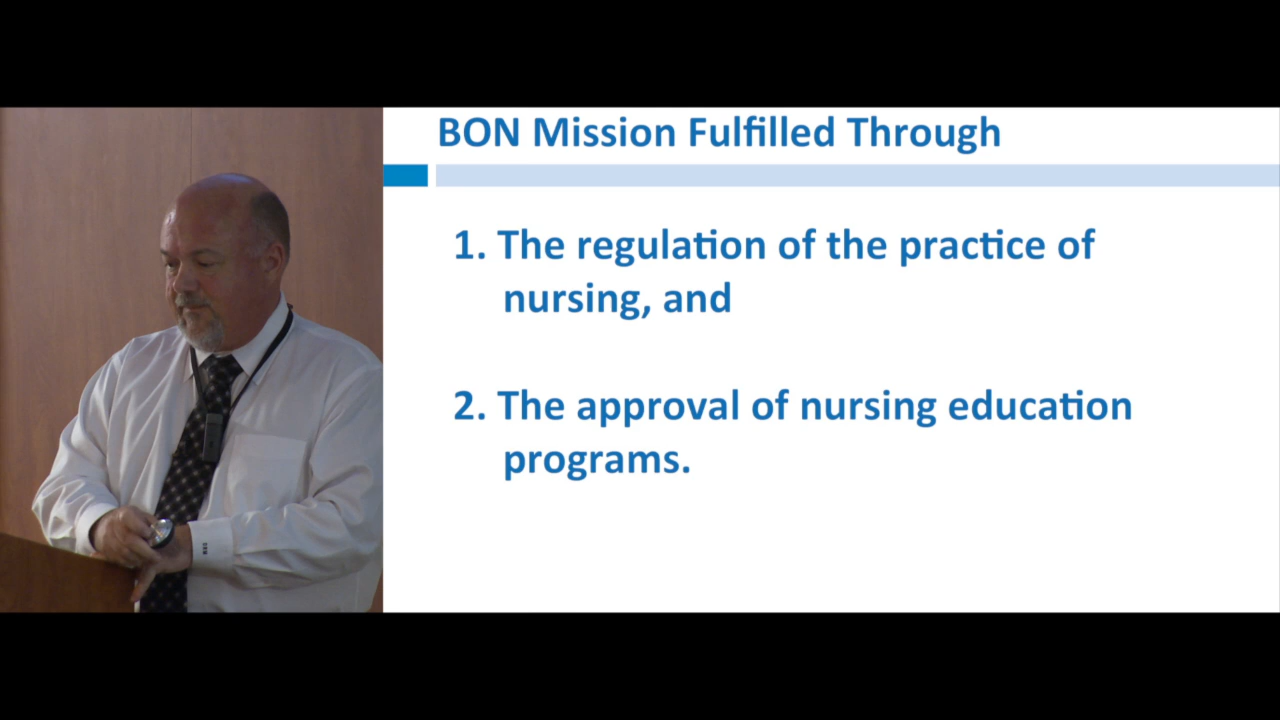 BON Mission Fulfilled Through
1. The regulation of the practice of
nursing, and
2. The approval of nursing education
programs.